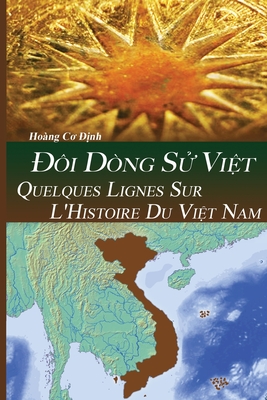 Hoàng Cơ Định
ĐÔI DÒNG SỬ VIỆT
QUELQUES LIGNES SUR
L'HISTOIRE DU VIỆT NAM